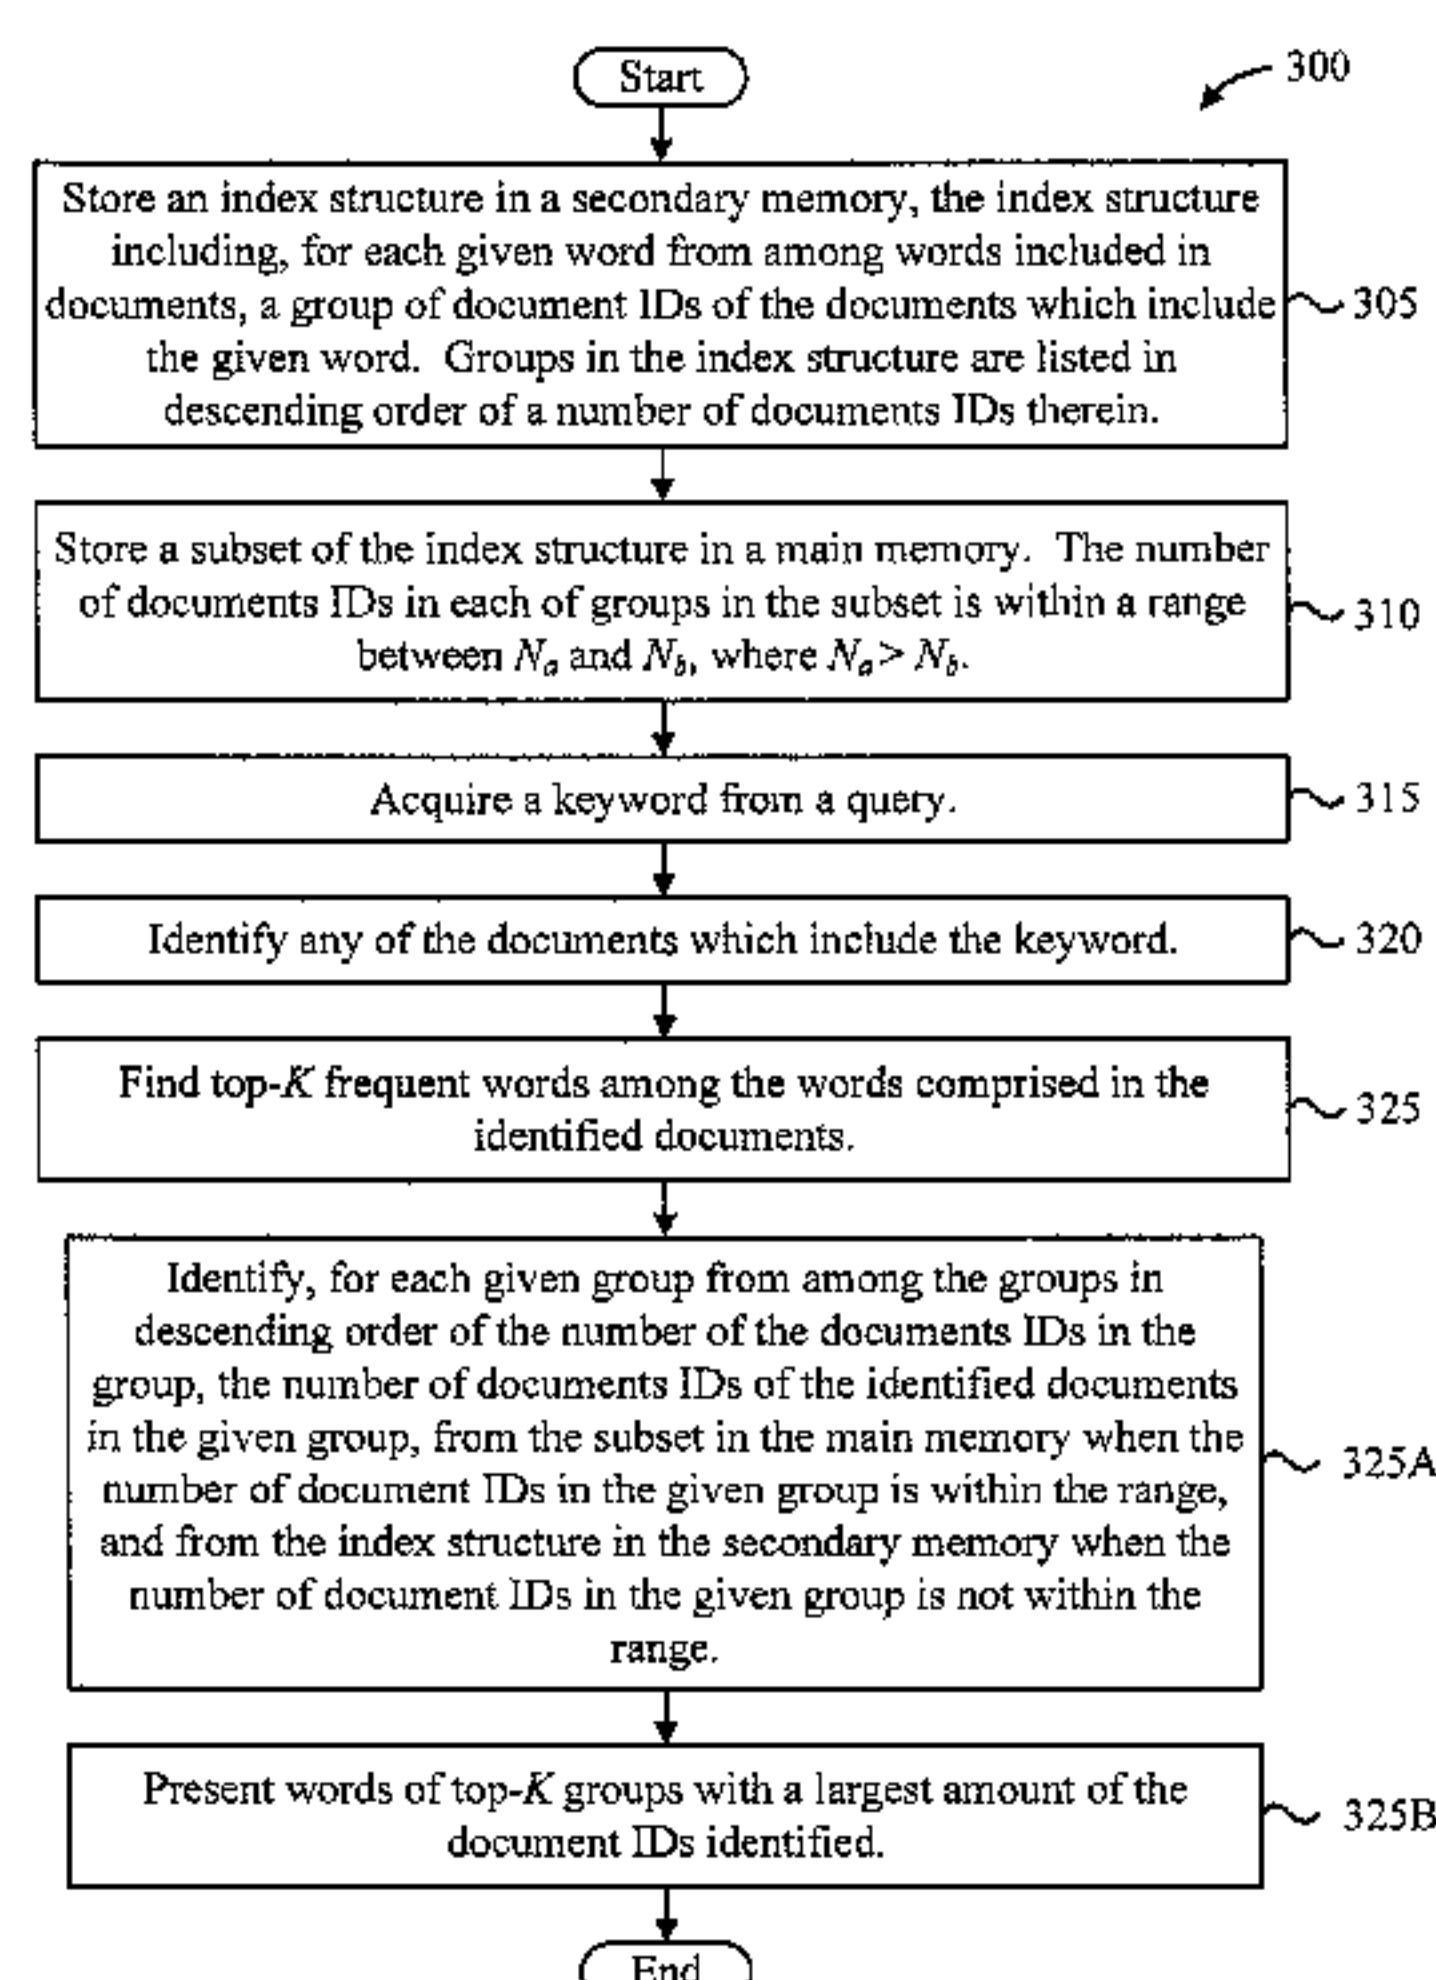 Start
300
Store an index structure in a secondary memory, the index structure
including, for each given word from among words included in
documents, a group of document IDs of the documents which include
the given word. Groups in the index structure are listed in
descending order of a number of documents IDs therein.
305
Store a subset of the index structure in a main memory. The number
of documents IDs in each of groups in the subset is within a range
between Na and Nb, where Na > Nb.
310
Acquire a keyword from a query.
315
Identify any of the documents which include the keyword.
320
Find top-K frequent words among the words comprised in the
identified documents.
325
Identify, for each given group from among the groups in
descending order of the number of the documents IDs in the
group, the number of documents IDs of the identified documents
in the given group, from the subset in the main memory when the
number of document IDs in the given group is within the range,
and from the index structure in the secondary memory when the
number of document IDs in the given group is not within the
range.
325A
Present words of top-K groups with a largest amount of the
document IDs identified.
325B
End